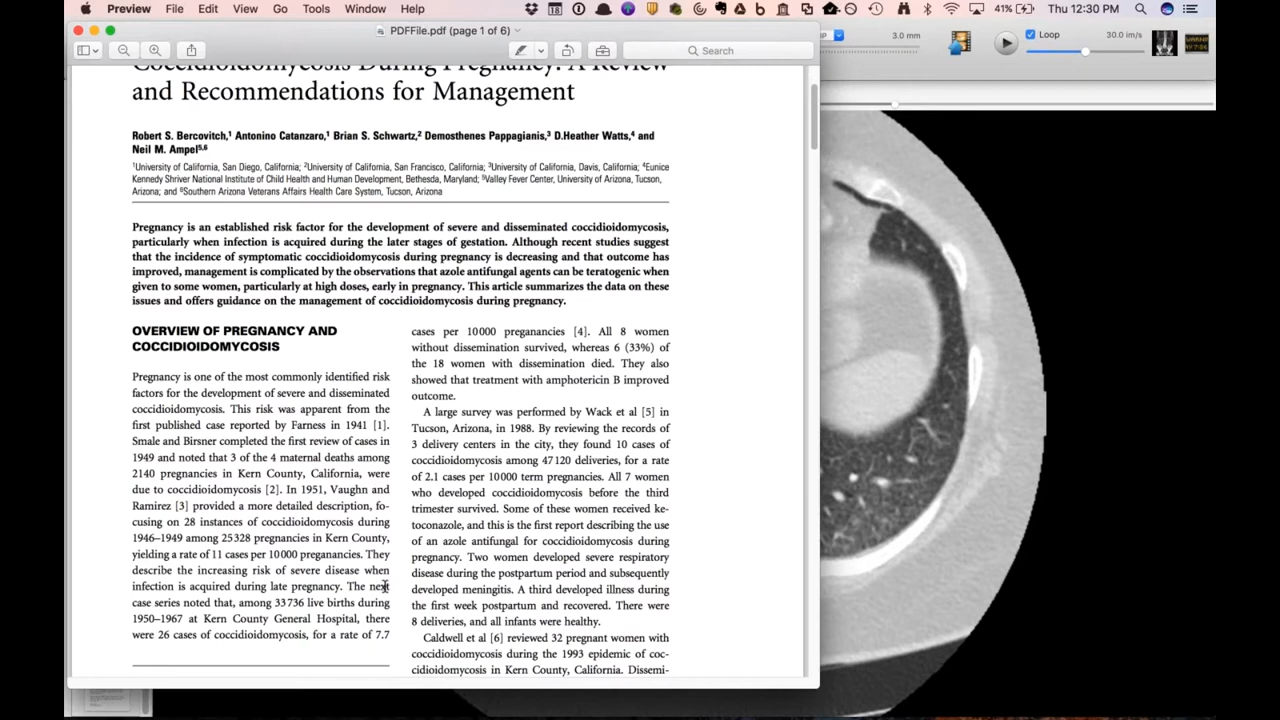 Preview File Edit View Go Tools Window Help
41% Thu 12:30 PM
PDFFile.pdf (page 1 of 6)
Search
3.0 mm
Loop
30.0 im/s
Coccidioidomycosis During Pregnancy: A Review
and Recommendations for Management
Robert S. Bercovitch,1 Antonino Catanzaro,1 Brian S. Schwartz,2 Demosthenes Pappagianis,3 D.Heather Watts,4 and
Neil M. Ampel5,6
1University of California, San Diego, California; 2University of California, San Francisco, California; 3University of California, Davis, California; 4Eunice
Kennedy Shriver National Institute of Child Health and Human Development, Bethesda, Maryland; 5Valley Fever Center, University of Arizona, Tucson,
Arizona; and 6Southern Arizona Veterans Affairs Health Care System, Tucson, Arizona
Pregnancy is an established risk factor for the development of severe and disseminated coccidioidomycosis,
particularly when infection is acquired during the later stages of gestation. Although recent studies suggest
that the incidence of symptomatic coccidioidomycosis during pregnancy is decreasing and that outcome has
improved, management is complicated by the observations that azole antifungal agents can be teratogenic when
given to some women, particularly at high doses, early in pregnancy. This article summarizes the data on these
issues and offers guidance on the management of coccidioidomycosis during pregnancy.
OVERVIEW OF PREGNANCY AND
COCCIDIOIDOMYCOSIS
Pregnancy is one of the most commonly identified risk
factors for the development of severe and disseminated
coccidioidomycosis. This risk was apparent from the
first published case reported by Farness in 1941 [1].
Smale and Birsner completed the first review of cases in
1949 and noted that 3 of the 4 maternal deaths among
2140 pregnancies in Kern County, California, were
due to coccidioidomycosis [2]. In 1951, Vaughn and
Ramirez [3] provided a more detailed description, fo-
cusing on 28 instances of coccidioidomycosis during
1946–1949 among 25328 pregnancies in Kern County,
yielding a rate of 11 cases per 10000 preganancies. They
describe the increasing risk of severe disease when
infection is acquired during late pregnancy. The next
case series noted that, among 33736 live births during
1950–1967 at Kern County General Hospital, there
were 26 cases of coccidioidomycosis, for a rate of 7.7
cases per 10000 preganancies [4]. All 8 women
without dissemination survived, whereas 6 (33%) of
the 18 women with dissemination died. They also
showed that treatment with amphotericin B improved
outcome.
A large survey was performed by Wack et al [5] in
Tucson, Arizona, in 1988. By reviewing the records of
3 delivery centers in the city, they found 10 cases of
coccidioidomycosis among 47120 deliveries, for a rate
of 2.1 cases per 10000 term pregnancies. All 7 women
who developed coccidioidomycosis before the third
trimester survived. Some of these women received ke-
toconazole, and this is the first report describing the use
of an azole antifungal for coccidioidomycosis during
pregnancy. Two women developed severe respiratory
disease during the postpartum period and subsequently
developed meningitis. A third developed illness during
the first week postpartum and recovered. There were
8 deliveries, and all infants were healthy.
Caldwell et al [6] reviewed 32 pregnant women with
coccidioidomycosis during the 1993 epidemic of coc-
cidioidomycosis in Kern County, California. Dissemi-